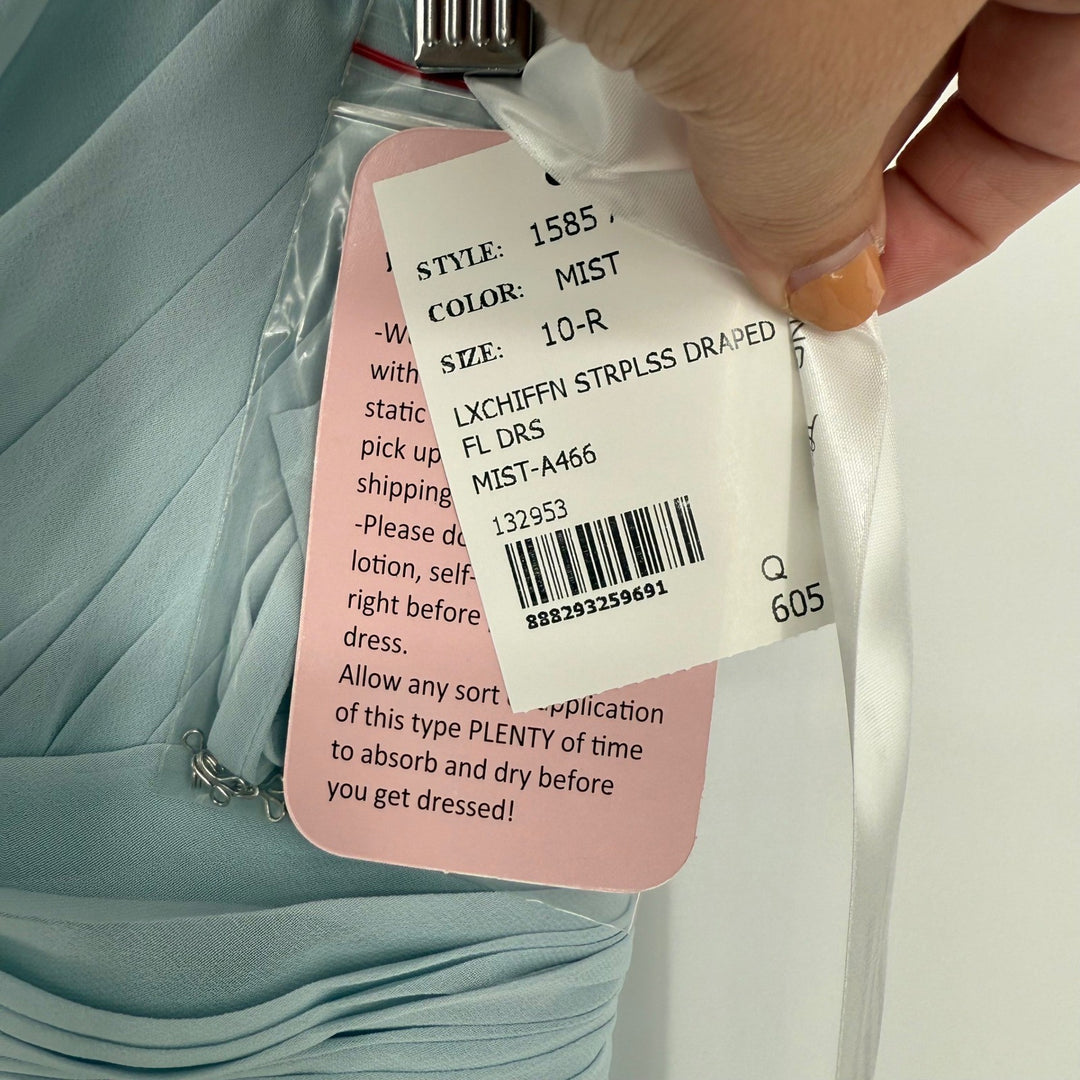 STYLE: 1585
COLOR: MIST
SIZE: 10-R
LXCHIFFN STRPLSS DRAPED
FL DRS
MIST-A466
132953
888293259691
Q
605
with
static
pick up
shipping
-Please
lotion, self-
right before
dress.
Allow any sort application
of this type PLENTY of time
to absorb and dry before
you get dressed!